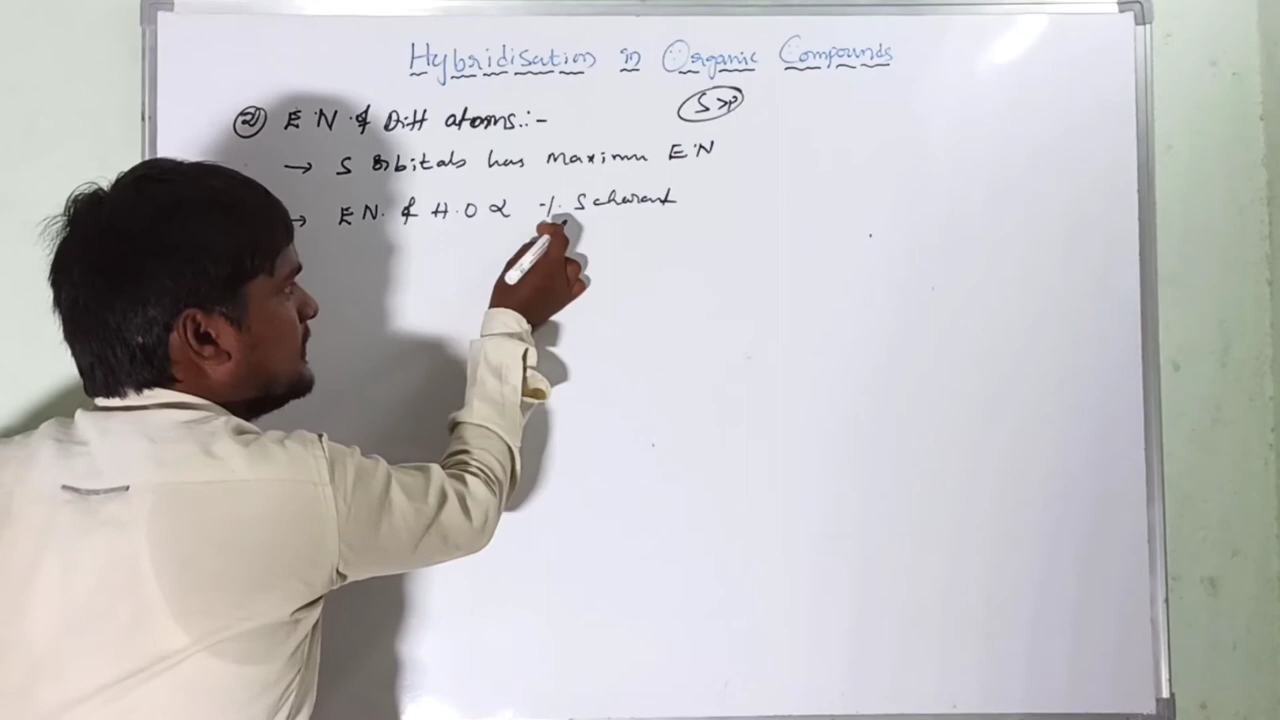 Hybridisation in Organic Compounds
② E.N of Diff atoms:-
S>p
→ S orbitals has maximum E.N
→ E.N. of H.O ∝ % S charact